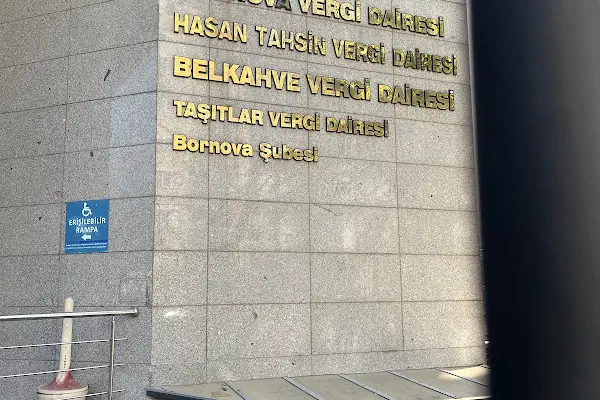 VERGİ DAİRESİ
HASAN TAHSİN VERGİ DAİRESİ
BELKAHVE VERGİ DAİRESİ
TAŞITLAR VERGİ DAİRESİ
Bornova Şubesi
ERİŞİLEBİLİR
RAMPA